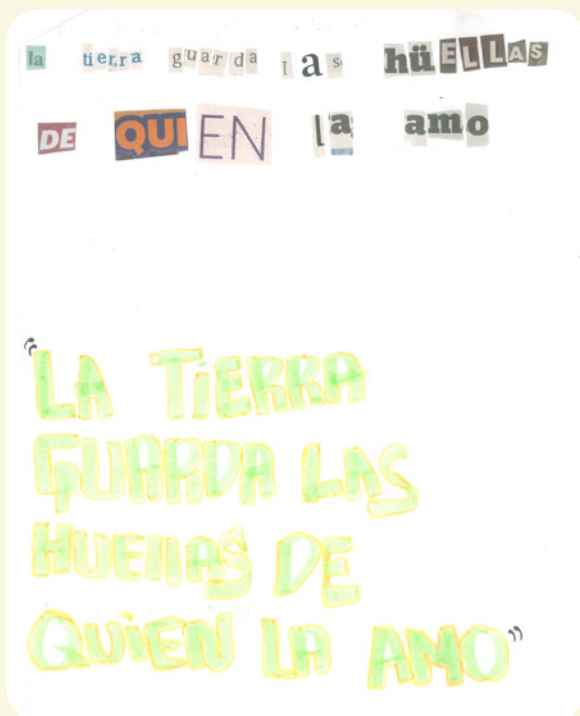 la tierra guarda las hüELLAS
DE QUIEN la amo
“LA TiERRA
GUARDA LAS
HUEllAS DE
QUiEN LA AMO”